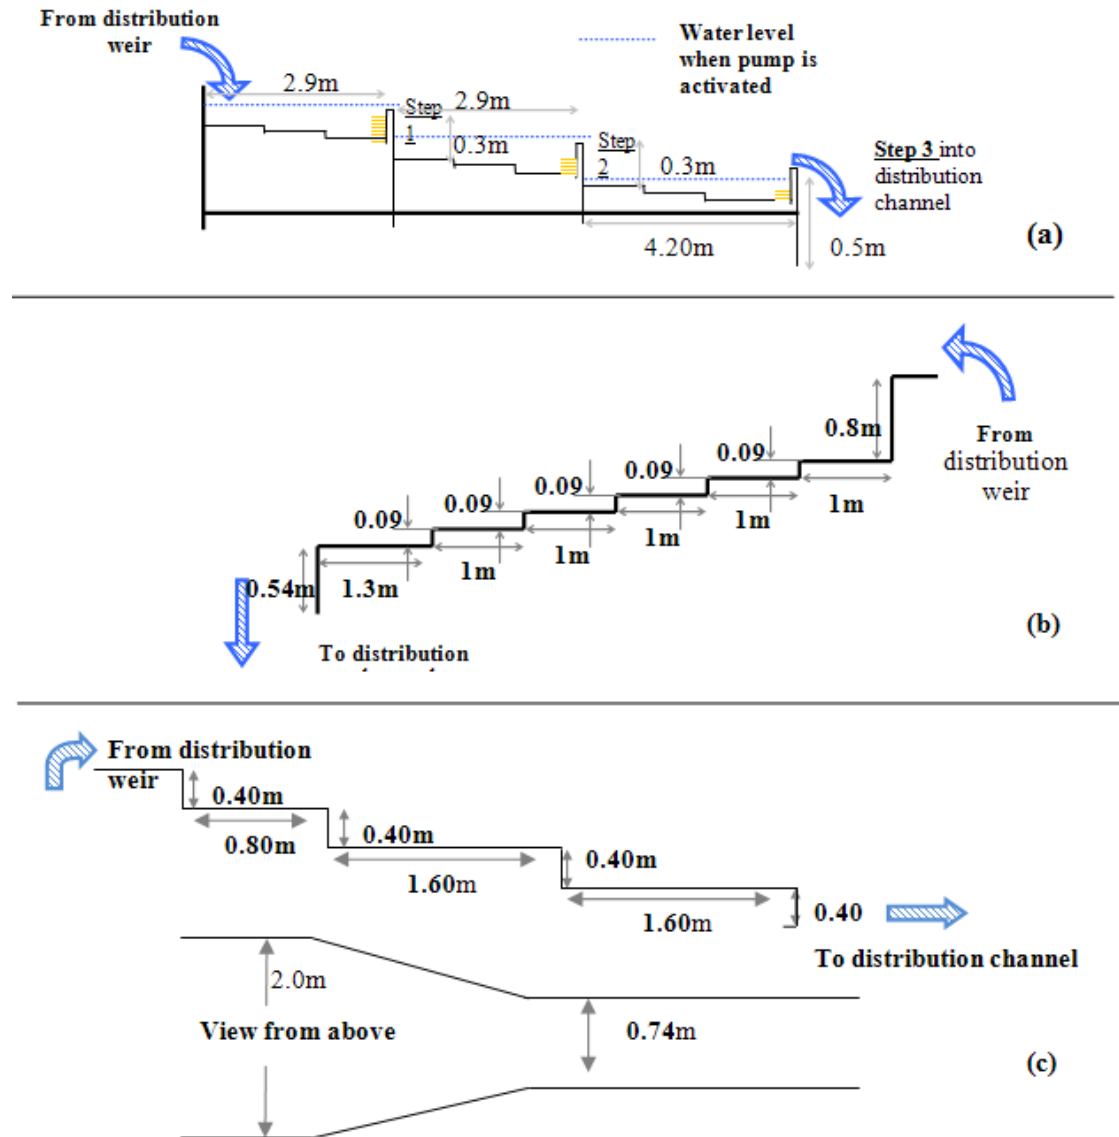 From distribution
weir
2.9m
2.9m
Step
1
0.3m
Water level
when pump is
activated
Step
2
0.3m
Step 3 into
distribution
channel
4.20m
0.5m
(a)
0.8m
From
distribution
weir
0.09
0.09
0.09
0.09
0.09
1m
1m
1m
1m
1m
0.54m
1.3m
To distribution
(b)
From distribution
weir
0.40m
0.80m
0.40m
1.60m
0.40m
1.60m
0.40
To distribution channel
2.0m
View from above
0.74m
(c)